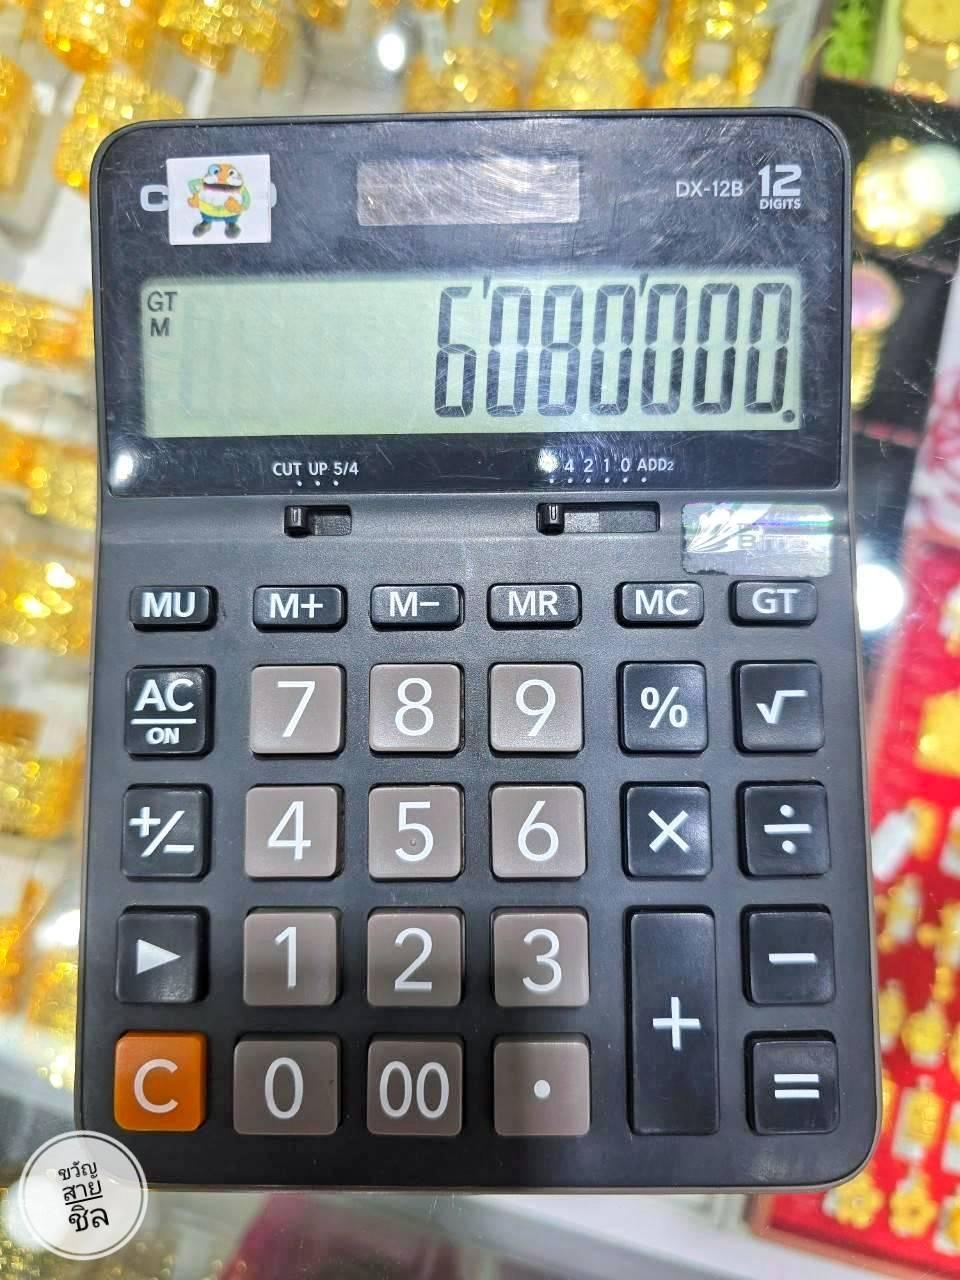 DX-12B 12
DIGITS
GT
M
6'080'000.
CUT UP 5/4
4 2 1 0 ADD2
MU M+ M- MR MC GT
AC 7 8 9 % √
ON
+/- 4 5 6 × ÷
▶ 1 2 3 + -
C 0 00 · =
ขวัญ
สาย
ชิล